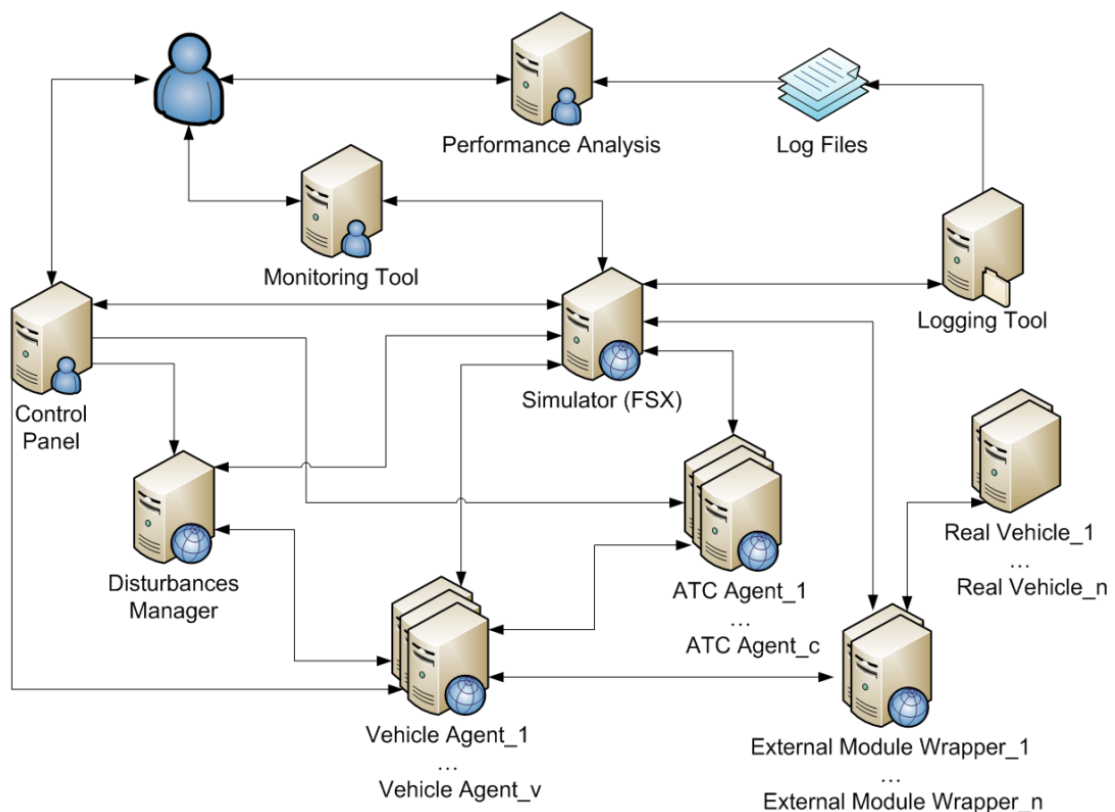 Performance Analysis
Log Files
Monitoring Tool
Logging Tool
Control
Panel
Simulator (FSX)
Disturbances
Manager
ATC Agent_1
...
ATC Agent_c
Real Vehicle_1
...
Real Vehicle_n
Vehicle Agent_1
...
Vehicle Agent_v
External Module Wrapper_1
...
External Module Wrapper_n